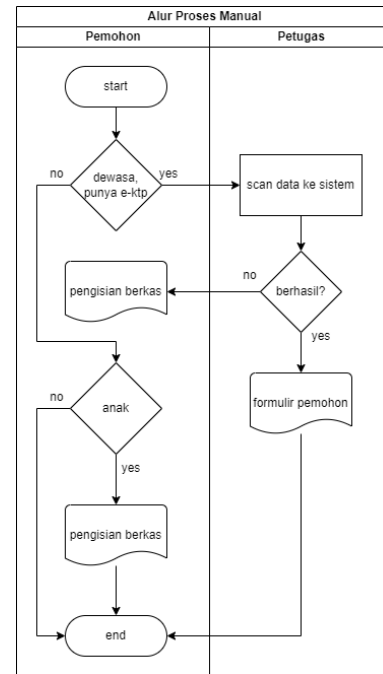 Alur Proses Manual
Pemohon
Petugas
start
no
dewasa,
punya e-ktp
yes
scan data ke sistem
no
pengisian berkas
berhasil?
yes
no
anak
formulir pemohon
yes
pengisian berkas
end